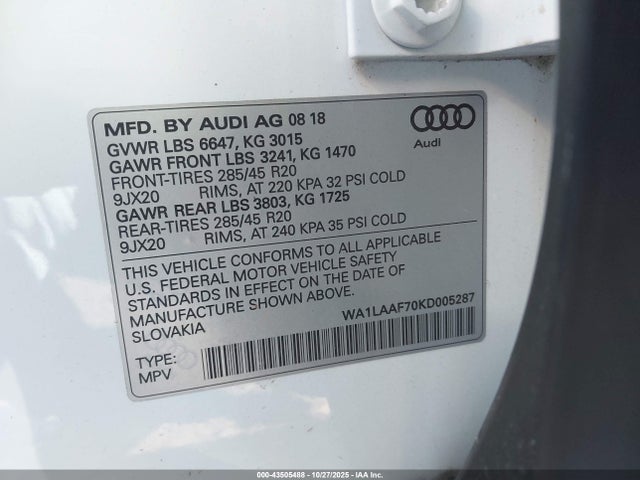 MFD. BY AUDI AG 08 18
GVWR LBS 6647, KG 3015
GAWR FRONT LBS 3241, KG 1470
FRONT-TIRES 285/45 R20
9JX20 RIMS, AT 220 KPA 32 PSI COLD
GAWR REAR LBS 3803, KG 1725
REAR-TIRES 285/45 R20
9JX20 RIMS, AT 240 KPA 35 PSI COLD
Audi
THIS VEHICLE CONFORMS TO ALL APPLICABLE
U.S. FEDERAL MOTOR VEHICLE SAFETY
STANDARDS IN EFFECT ON THE DATE OF
MANUFACTURE SHOWN ABOVE.
SLOVAKIA
WA1LAAF70KD005287
TYPE:
MPV
000-43505488 - 10/27/2025 - IAA Inc.